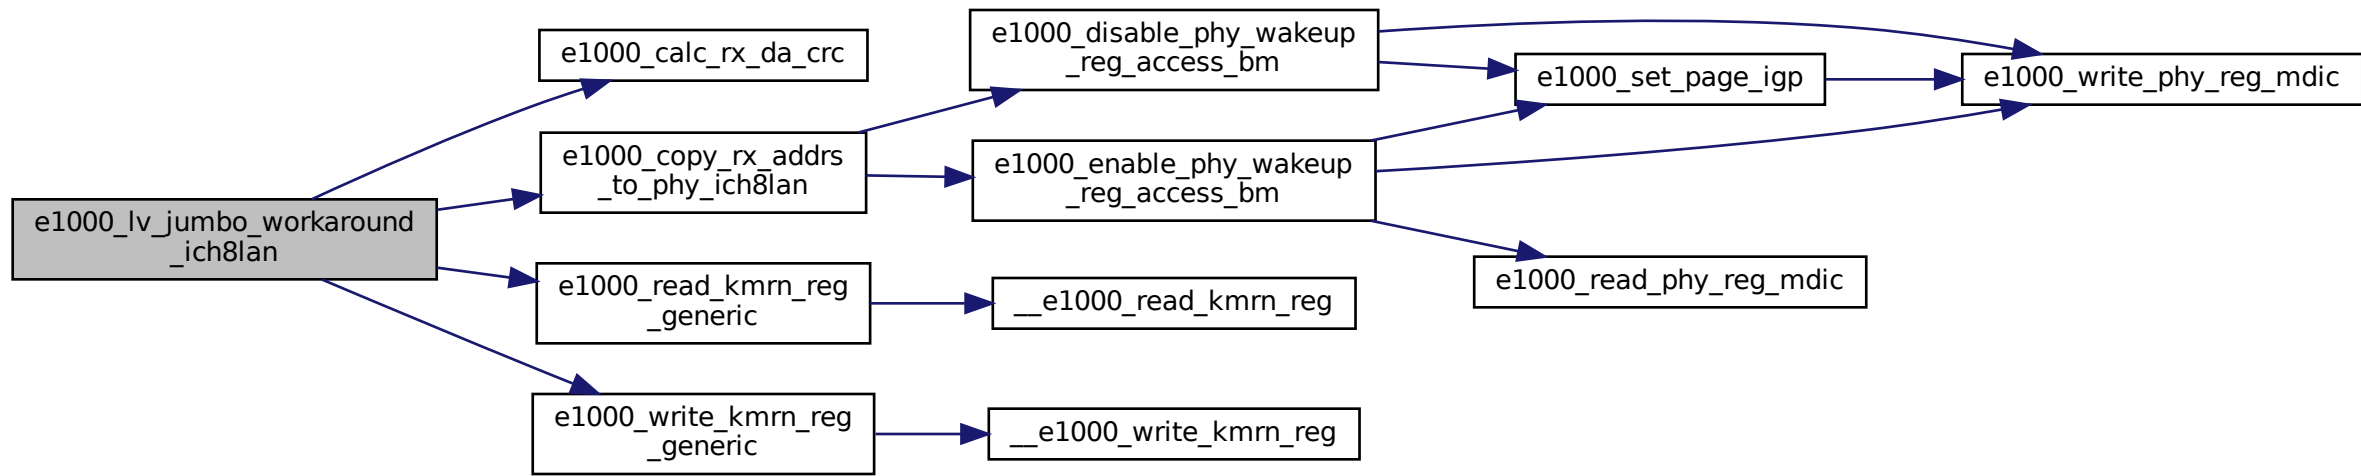 e1000_lv_jumbo_workaround
_ich8lan
e1000_calc_rx_da_crc
e1000_copy_rx_addrs
_to_phy_ich8lan
e1000_read_kmrn_reg
_generic
e1000_write_kmrn_reg
_generic
e1000_disable_phy_wakeup
_reg_access_bm
e1000_enable_phy_wakeup
_reg_access_bm
__e1000_read_kmrn_reg
__e1000_write_kmrn_reg
e1000_set_page_igp
e1000_read_phy_reg_mdic
e1000_write_phy_reg_mdic